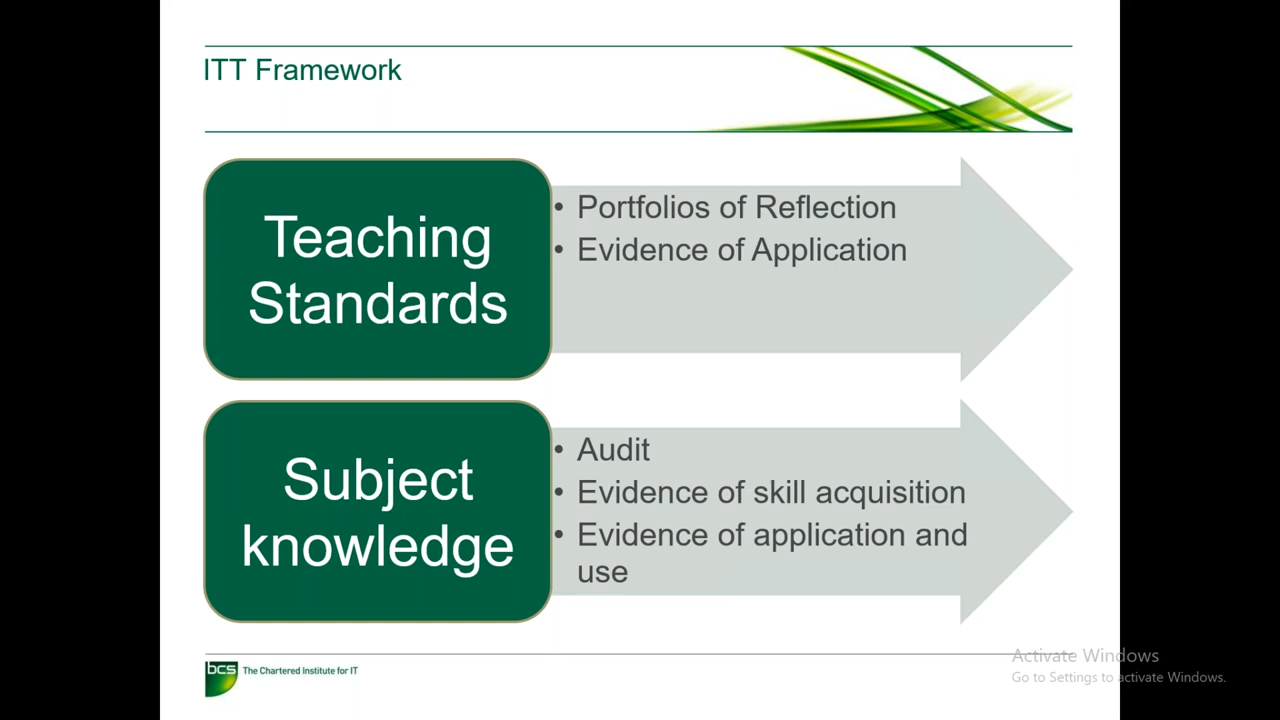 ITT Framework
Teaching
Standards
• Portfolios of Reflection
• Evidence of Application
Subject
knowledge
• Audit
• Evidence of skill acquisition
• Evidence of application and
use
bcs The Chartered Institute for IT
Activate Windows
Go to Settings to activate Windows.